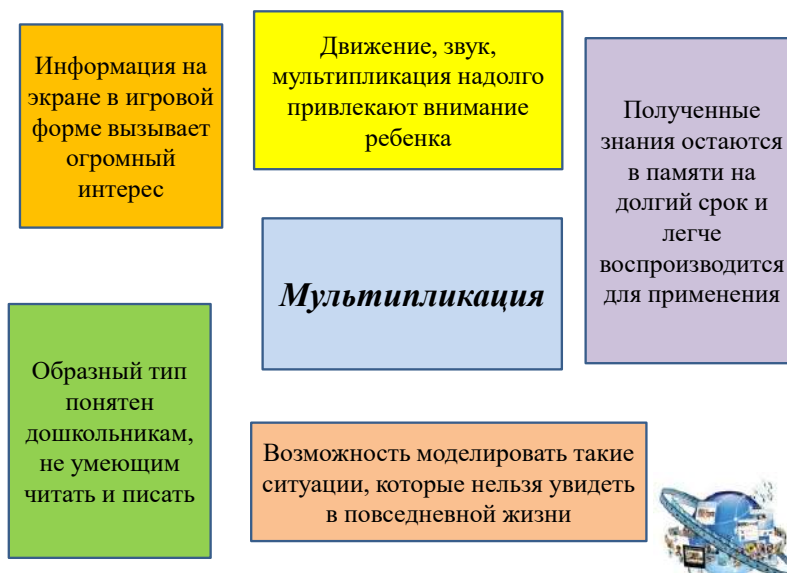 Информация на
экране в игровой
форме вызывает
огромный
интерес
Движение, звук,
мультипликация надолго
привлекают внимание
ребенка
Полученные
знания остаются
в памяти на
долгий срок и
легче
воспроизводится
для применения
Мультипликация
Образный тип
понятен
дошкольникам,
не умеющим
читать и писать
Возможность моделировать такие
ситуации, которые нельзя увидеть
в повседневной жизни